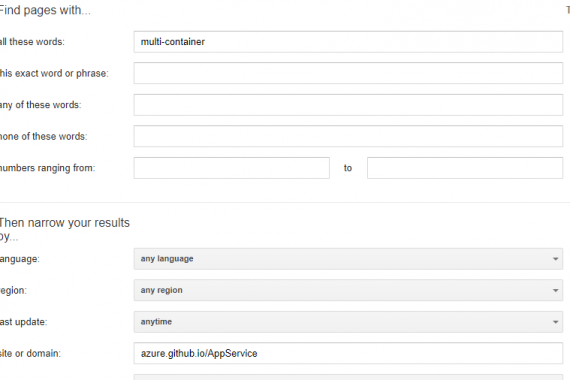 Find pages with...
all these words:
multi-container
this exact word or phrase:
any of these words:
none of these words:
numbers ranging from:
to
Then narrow your results
by...
language:
any language
region:
any region
last update:
anytime
site or domain:
azure.github.io/AppService